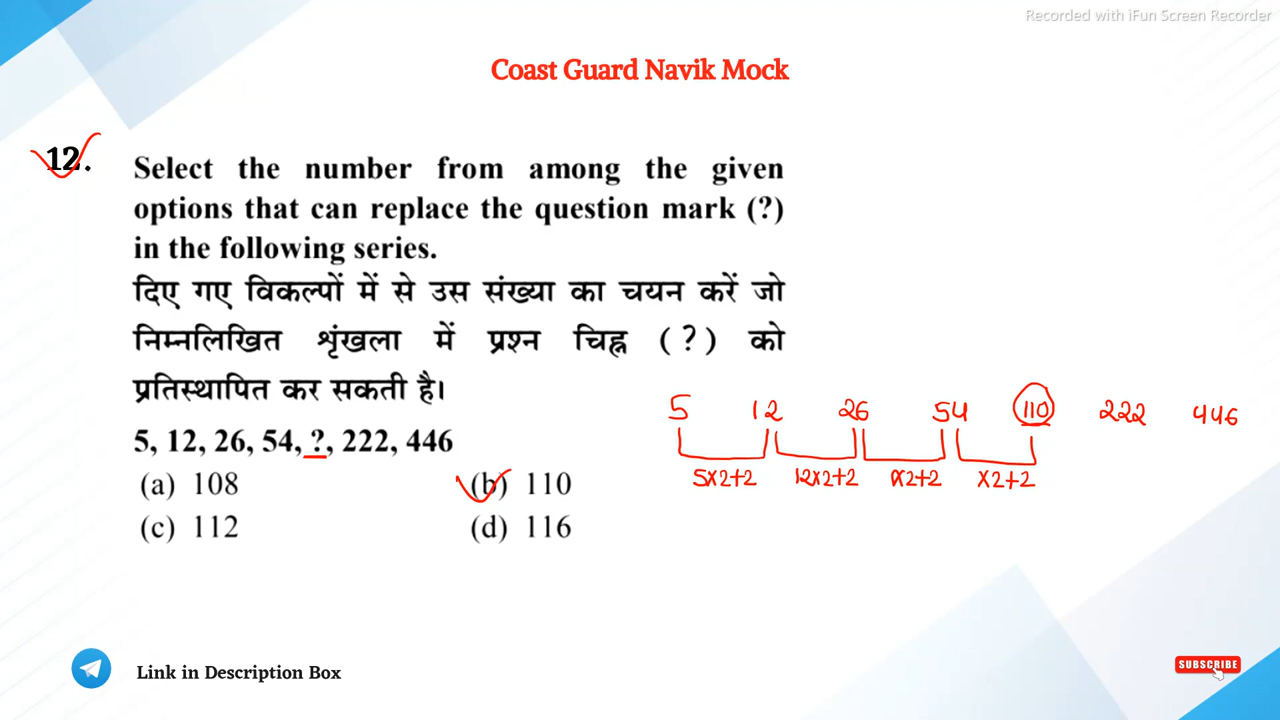 Recorded with iFun Screen Recorder
Coast Guard Navik Mock
12.
Select the number from among the given
options that can replace the question mark (?)
in the following series.
दिए गए विकल्पों में से उस संख्या का चयन करें जो
निम्नलिखित शृंखला में प्रश्न चिह्न (?) को
प्रतिस्थापित कर सकती है।
5, 12, 26, 54, ?, 222, 446
(a) 108 (b) 110
(c) 112 (d) 116
5 12 26 54 110 222 446
5x2+2 12x2+2 x2+2 x2+2
Link in Description Box
SUBSCRIBE